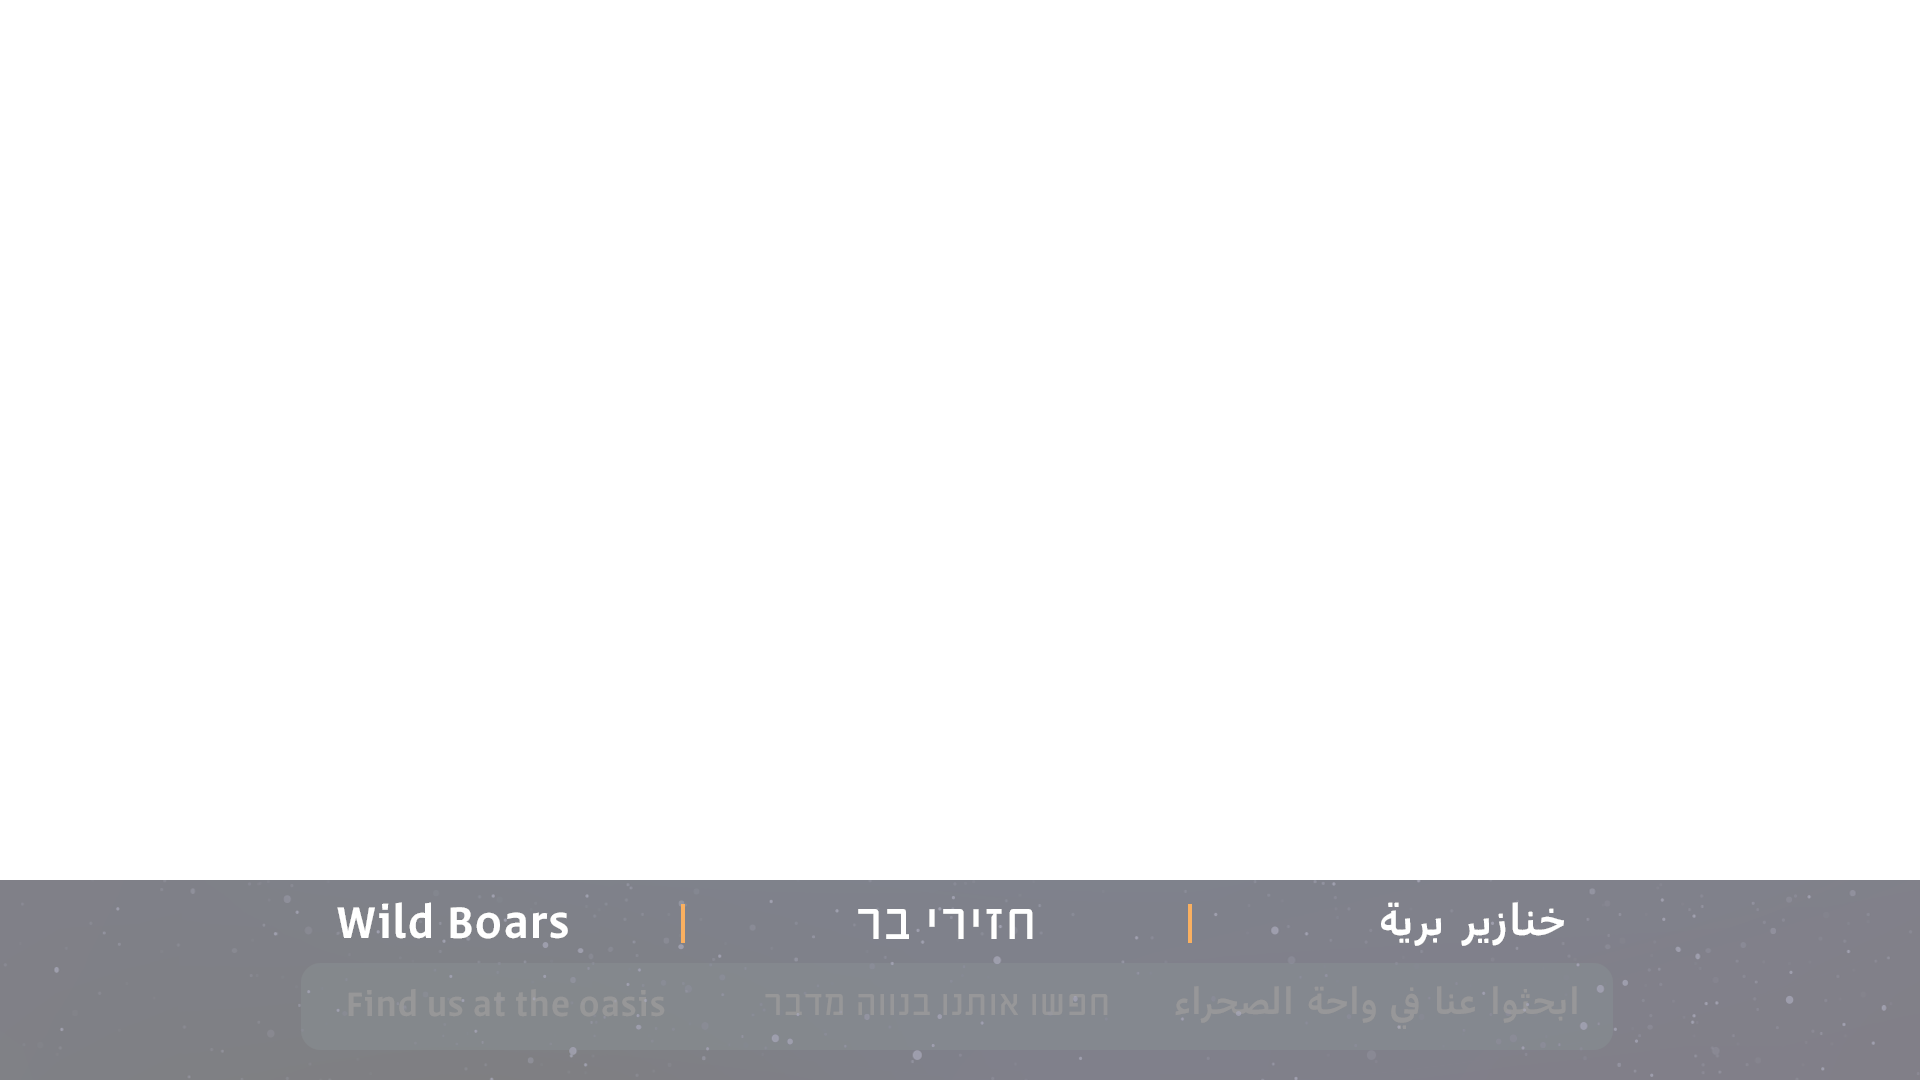 Wild Boars | חזירי בר | خنازير برية
Find us at the oasis חפשו אותנו בנווה מדבר ابحثوا عنا في واحة الصحراء